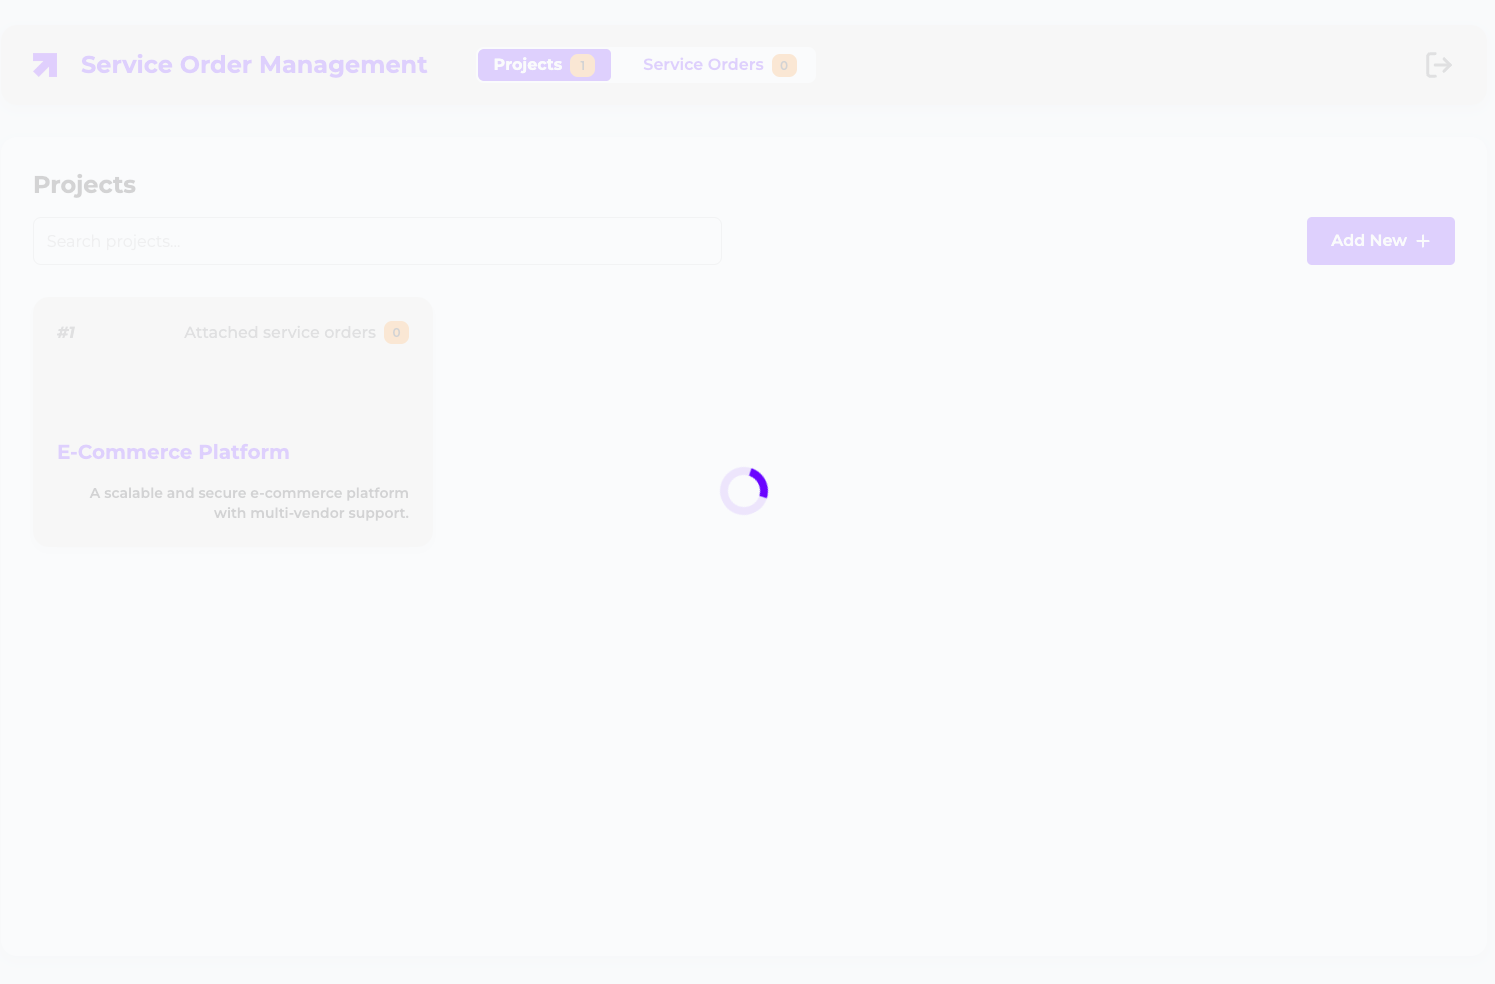 Service Order Management
Projects 1
Service Orders 0
Projects
Search projects...
Add New
#1
Attached service orders 0
E-Commerce Platform
A scalable and secure e-commerce platform
with multi-vendor support.